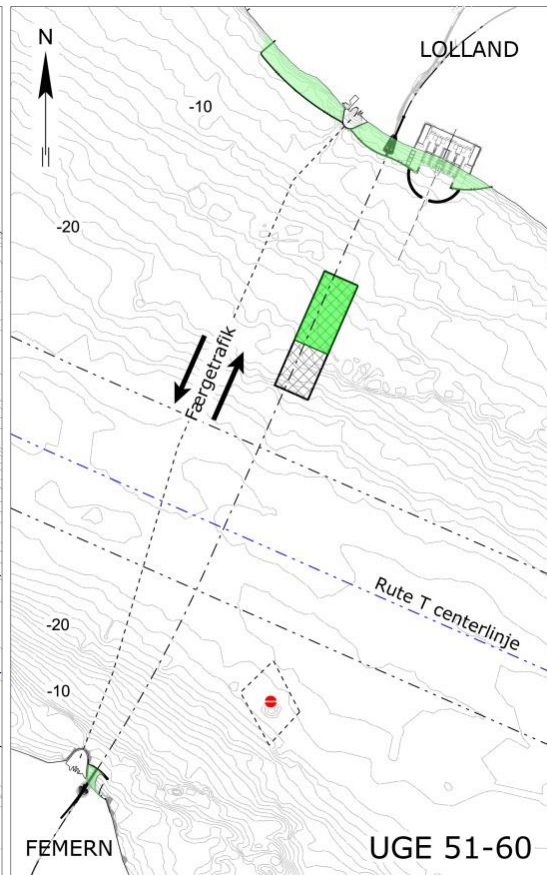 N
LOLLAND
-10
-20
Færgetrafik
Rute T centerlinje
-20
-10
FEMERN
UGE 51-60